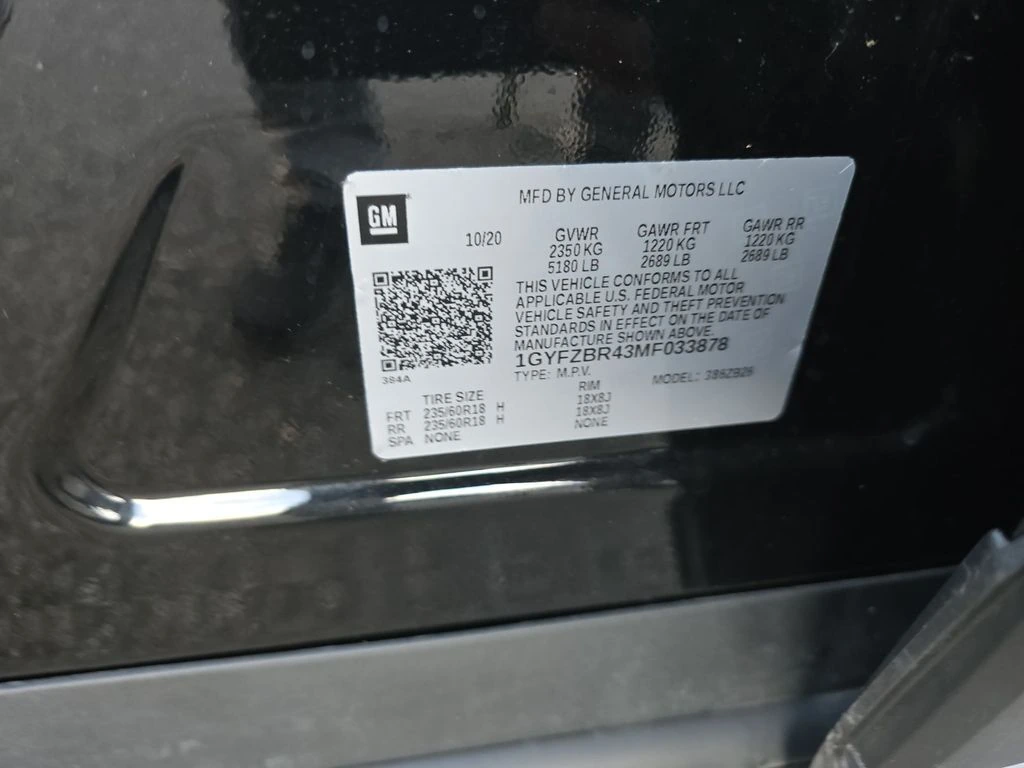 GM
MFD BY GENERAL MOTORS LLC
10/20
GVWR
2350 KG
5180 LB
GAWR FRT
1220 KG
2689 LB
GAWR RR
1220 KG
2689 LB
THIS VEHICLE CONFORMS TO ALL
APPLICABLE U.S. FEDERAL MOTOR
VEHICLE SAFETY AND THEFT PREVENTION
STANDARDS IN EFFECT ON THE DATE OF
MANUFACTURE SHOWN ABOVE.
1GYFZBR43MF033878
TYPE: M.P.V. MODEL:
384A
TIRE SIZE RIM
FRT 235/60R18 H 18X8J
RR 235/60R18 H 18X8J
SPA NONE NONE